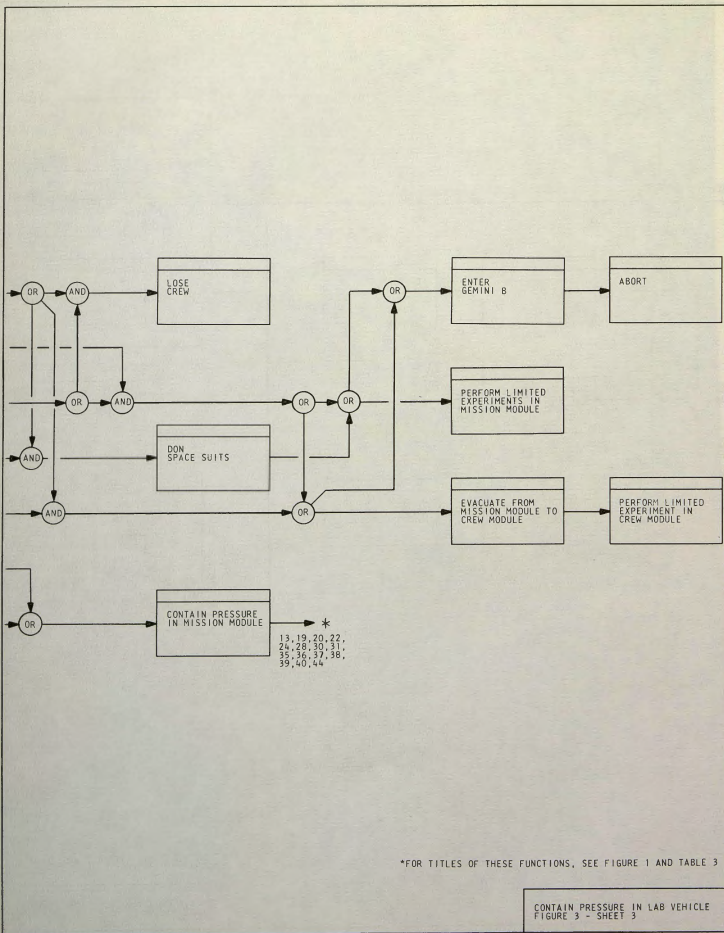 OR
AND
LOSE
CREW
OR
ENTER
GEMINI B
ABORT
OR
AND
OR
OR
PERFORM LIMITED
EXPERIMENTS IN
MISSION MODULE
AND
DON
SPACE SUITS
AND
OR
EVACUATE FROM
MISSION MODULE TO
CREW MODULE
PERFORM LIMITED
EXPERIMENT IN
CREW MODULE
OR
CONTAIN PRESSURE
IN MISSION MODULE
*
13,19,20,22,
24,28,30,31,
35,36,37,38,
39,40,44
*FOR TITLES OF THESE FUNCTIONS, SEE FIGURE 1 AND TABLE 3
CONTAIN PRESSURE IN LAB VEHICLE
FIGURE 3 - SHEET 3